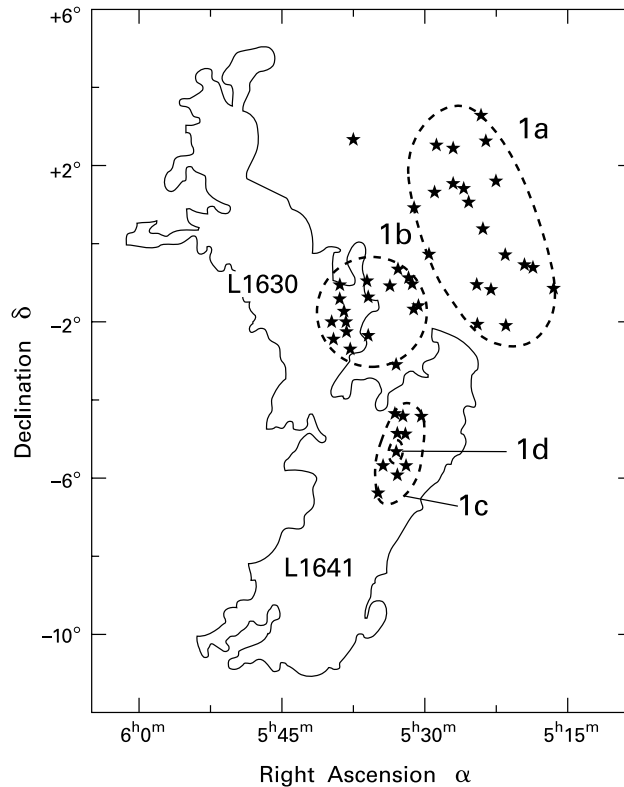 +6°
1a
+2°
1b
L1630
−2°
Declination δ
1d
−6°
1c
L1641
−10°
6ʰ0ᵐ 5ʰ45ᵐ 5ʰ30ᵐ 5ʰ15ᵐ
Right Ascension α